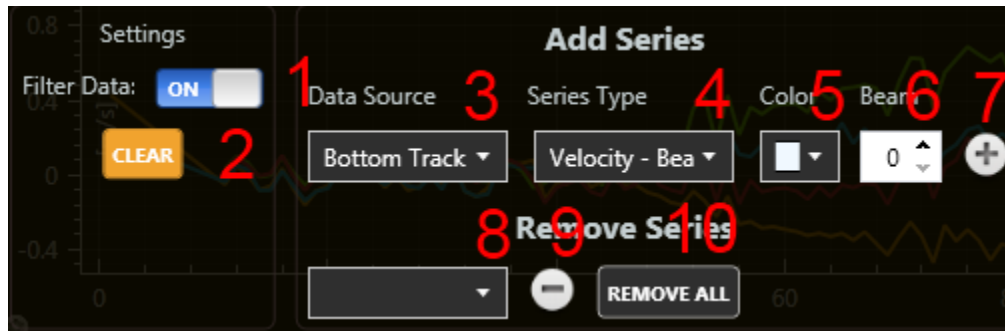 0.8
Settings
Add Series
Filter Data: ON
1
Data Source
3
Series Type
4
Color
5
Beam
6
7
0.4
CLEAR
2
Bottom Track
Velocity - Bea
0
0
Remove Series
8
9
10
-0.4
REMOVE ALL
0
60